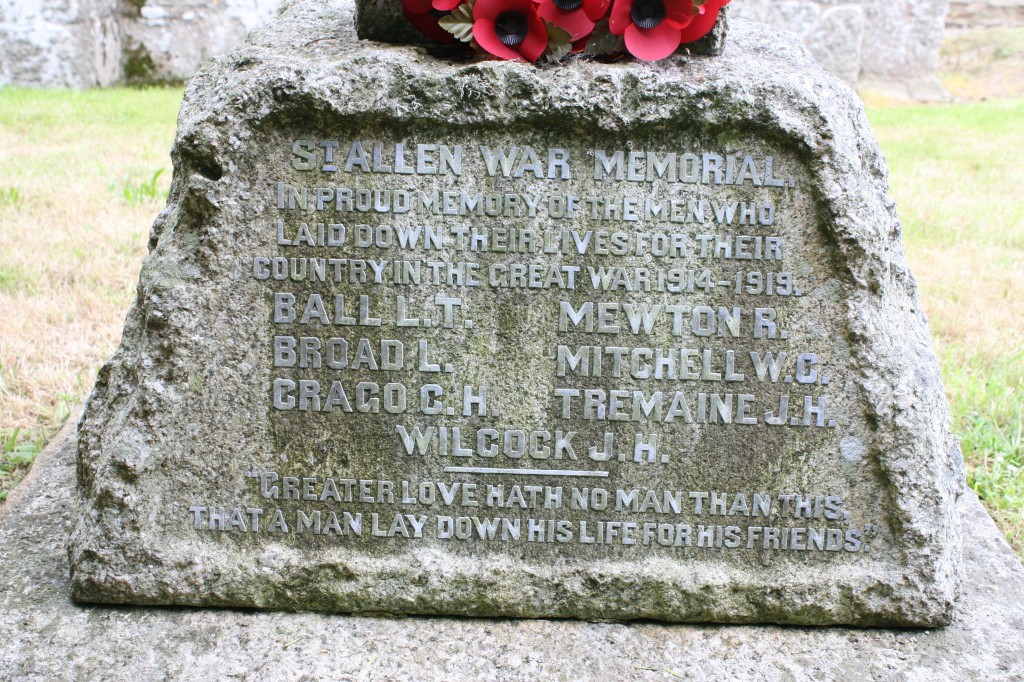 ST ALLEN WAR MEMORIAL,
IN PROUD MEMORY OF THE MEN WHO
LAID DOWN THEIR LIVES FOR THEIR
COUNTRY IN THE GREAT WAR 1914-1919.
BALL L.T. MEWTON R.
BROAD L. MITCHELL W.C.
CRAGO C.H. TREMAINE J.H.
WILCOCK J.H.
"GREATER LOVE HATH NO MAN THAN THIS,
THAT A MAN LAY DOWN HIS LIFE FOR HIS FRIENDS."